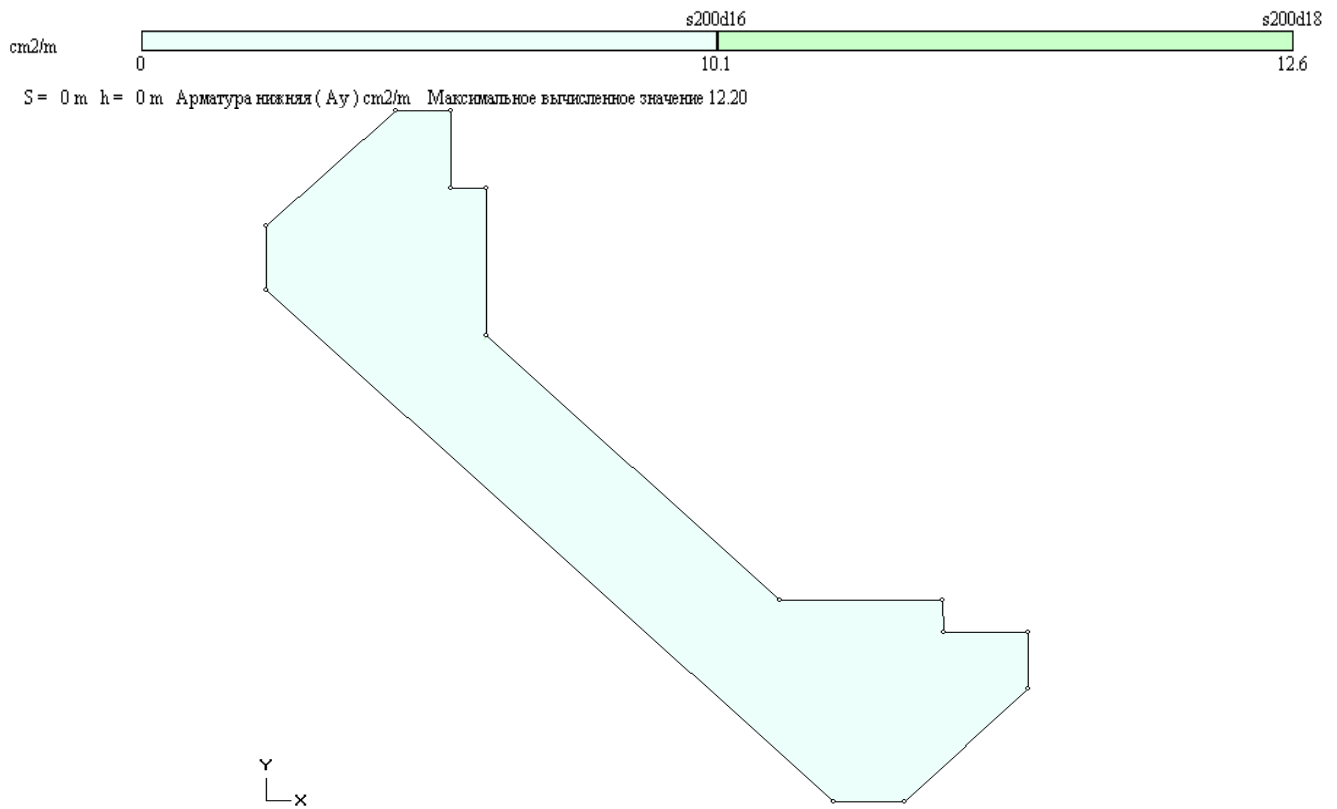 s200d16 s200d18
cm2/m
0 10.1 12.6
S = 0 m h = 0 m Арматура нижняя ( Ay ) cm2/m Максимальное вычисленное значение 12.20
Y
X